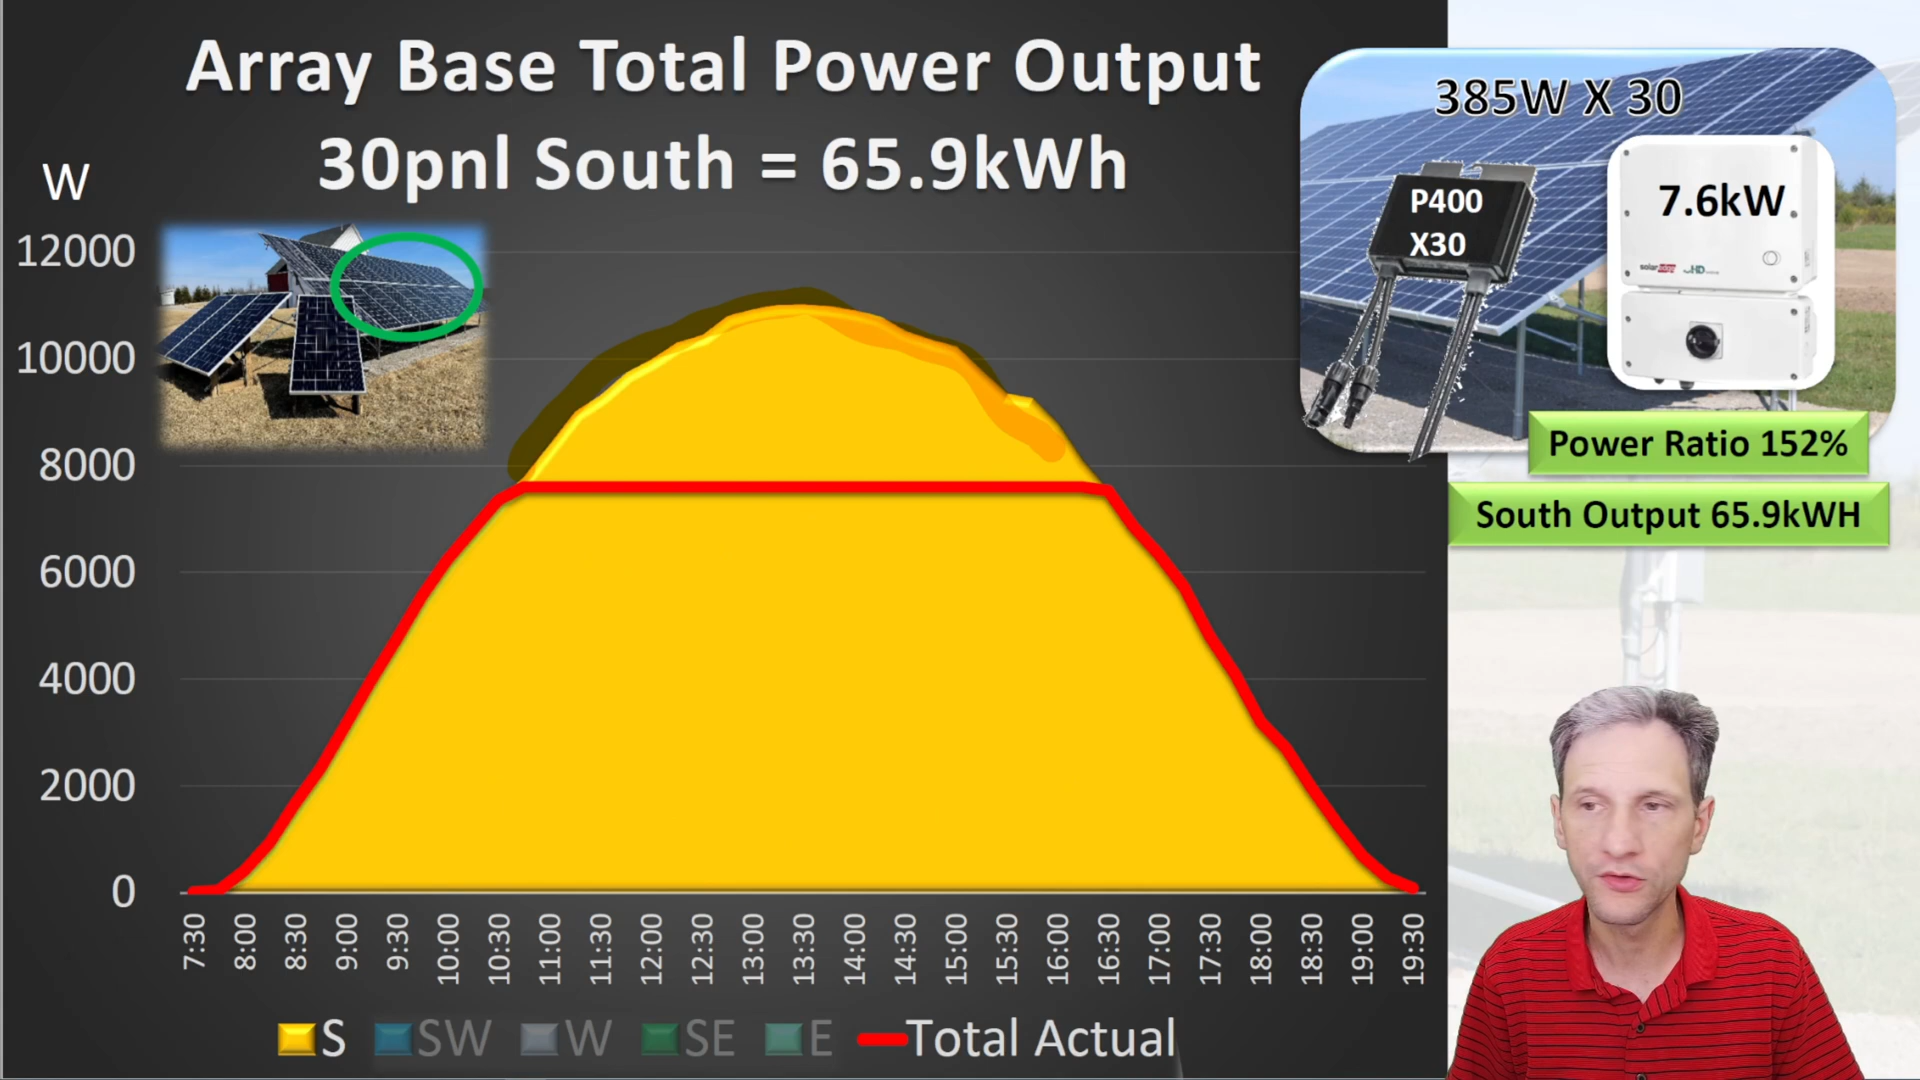 Array Base Total Power Output
30pnl South = 65.9kWh
W
12000
10000
8000
6000
4000
2000
0
7:30
8:00
8:30
9:00
9:30
10:00
10:30
11:00
11:30
12:00
12:30
13:00
13:30
14:00
14:30
15:00
15:30
16:00
16:30
17:00
17:30
18:00
18:30
19:00
19:30
S SW W SE E Total Actual
385W X 30
P400
X30
7.6kW
solaredge HD
Power Ratio 152%
South Output 65.9kWH